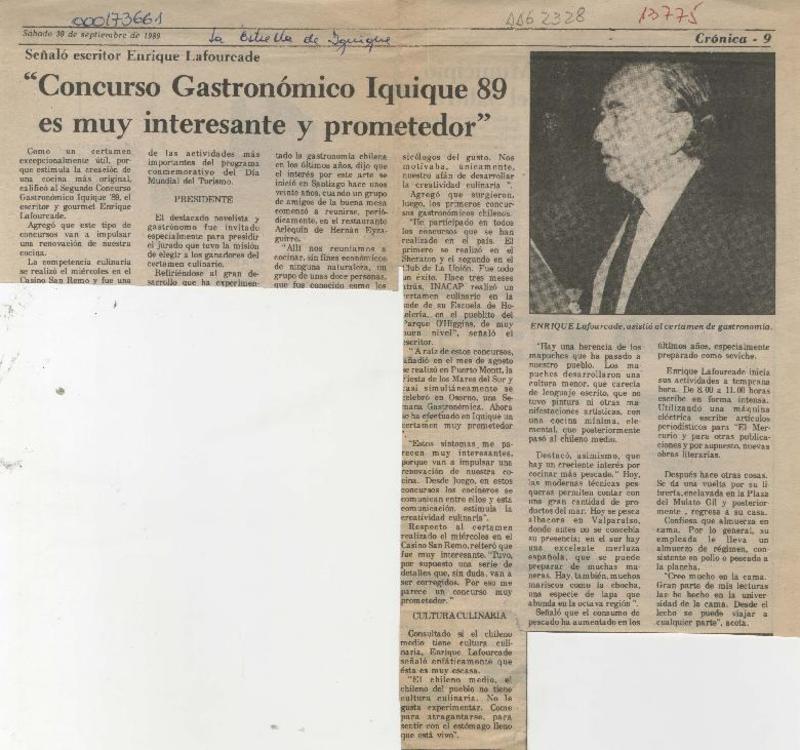 000173661
AA6 2328
13775
Sábado 30 de septiembre de 1989
La Estrella de Iquique
Crónica - 9
Señaló escritor Enrique Lafourcade
“Concurso Gastronómico Iquique 89
es muy interesante y prometedor”
Como un certamen
excepcionalmente útil, por-
que estimula la creación de
una cocina más original,
calificó al Segundo Concurso
Gastronómico Iquique '89, el
escritor y gourmet Enrique
Lafourcade.
Agregó que este tipo de
concursos van a impulsar
una renovación de nuestra
cocina.
La competencia culinaria
se realizó el miércoles en el
Casino San Remo y fue una
de las actividades más
importantes del programa
conmemorativo del Día
Mundial del Turismo.
PRESIDENTE
El destacado novelista y
gastrónomo fue invitado
especialmente para presidir
el jurado que tuvo la misión
de elegir a los ganadores del
certamen culinario.
Refiriéndose al gran de-
sarrollo que ha experimen-
tado la gastronomía chilena
en los últimos años, dijo que
el interés por este arte se
inició en Santiago hace unos
veinte años, cuando un grupo
de amigos de la buena mesa
comenzó a reunirse, perió-
dicamente, en el restaurante
Arlequín de Hernán Eyza-
guirre.
"Allí nos reuníamos a
cocinar, sin fines económicos
de ninguna naturaleza, un
grupo de unas doce personas,
que fue conocido como los
sicólogos del gusto. Nos
motivaba, únicamente,
nuestro afán de desarrollar
la creatividad culinaria ".
Agregó que surgieron,
luego, los primeros concur-
sos gastronómicos chilenos.
"He participado en todos
los concursos que se han
realizado en el país. El
primero se realizó en el
Sheraton y el segundo en el
Club de La Unión. Fue todo
un éxito. Hace tres meses
atrás, INACAP realizó un
certamen culinario en la
sede de su Escuela de Ho-
telería, en el pueblito del
Parque O'Higgins, de muy
buen nivel", señaló el
escritor.
" A raíz de estos concursos,
añadió en el mes de agosto
se realizó en Puerto Montt, la
Fiesta de los Mares del Sur y
casi simultáneamente se
celebró en Osorno, una Se-
mana Gastronómica. Ahora
se ha efectuado en Iquique un
certamen muy prometedor
"Estos síntomas me pa-
recen muy interesantes,
porque van a impulsar una
renovación de nuestra co-
cina. Desde luego, en estos
concursos los cocineros se
comunican entre ellos y esta
comunicación, estimula la
creatividad culinaria".
Respecto al certamen
realizado el miércoles en el
Casino San Remo, reiteró que
fue muy interesante. "Tuvo,
por supuesto una serie de
detalles que, sin duda, van a
ser corregidos. Por eso me
parece un concurso muy
prometedor."
CULTURA CULINARIA
Consultado si el chileno
medio tiene cultura culi-
naria, Enrique Lafourcade
señaló enfáticamente que
ésta es muy escasa.
"El chileno medio, el
chileno del pueblo no tiene
cultura culinaria. No le
gusta experimentar. Come
para atragantarse, para
sentir con el estómago lleno
que está vivo".
ENRIQUE Lafourcade, asistió al certamen de gastronomía.
"Hay una herencia de los
mapuches que ha pasado a
nuestro pueblo. Los ma-
puches desarrollaron una
cultura menor, que carecía
de lenguaje escrito, que no
tuvo pintura ni otras ma-
nifestaciones artísticas, con
una cocina mínima, ele-
mental, que posteriormente
pasó al chileno medio.
Destacó, asimismo, que
hay un creciente interés por
cocinar más pescado." Hoy,
las modernas técnicas pes-
queras permiten contar con
una gran cantidad de pro-
ductos del mar. Hoy se pesca
albacora en Valparaíso,
donde antes no se concebía
su presencia; en el sur hay
una excelente merluza
española, que se puede
preparar de muchas ma-
neras. Hay, también, muchos
mariscos como la chocha,
una especie de lapa que
abunda en la octava región ".
Señaló que el consumo de
pescado ha aumentado en los
últimos años, especialmente
preparado como seviche.
Enrique Lafourcade inicia
sus actividades a temprana
hora. De 8.00 a 11.00 horas
escribe en forma intensa.
Utilizando una máquina
eléctrica escribe artículos
periodísticos para "El Mer-
curio y para otras publica-
ciones y por supuesto, nuevas
obras literarias.
Después hace otras cosas.
Se da una vuelta por su li-
brería, enclavada en la Plaza
del Mulato Gil y posterior-
mente , regresa a su casa.
Confiesa que almuerza en
cama. Por lo general, su
empleada le lleva un
almuerzo de régimen, con-
sistente en pollo o pescado a
la plancha.
"Creo mucho en la cama.
Gran parte de mis lecturas
las he hecho en la univer-
sidad de la cama. Desde el
lecho se puede viajar a
cualquier parte", acota.